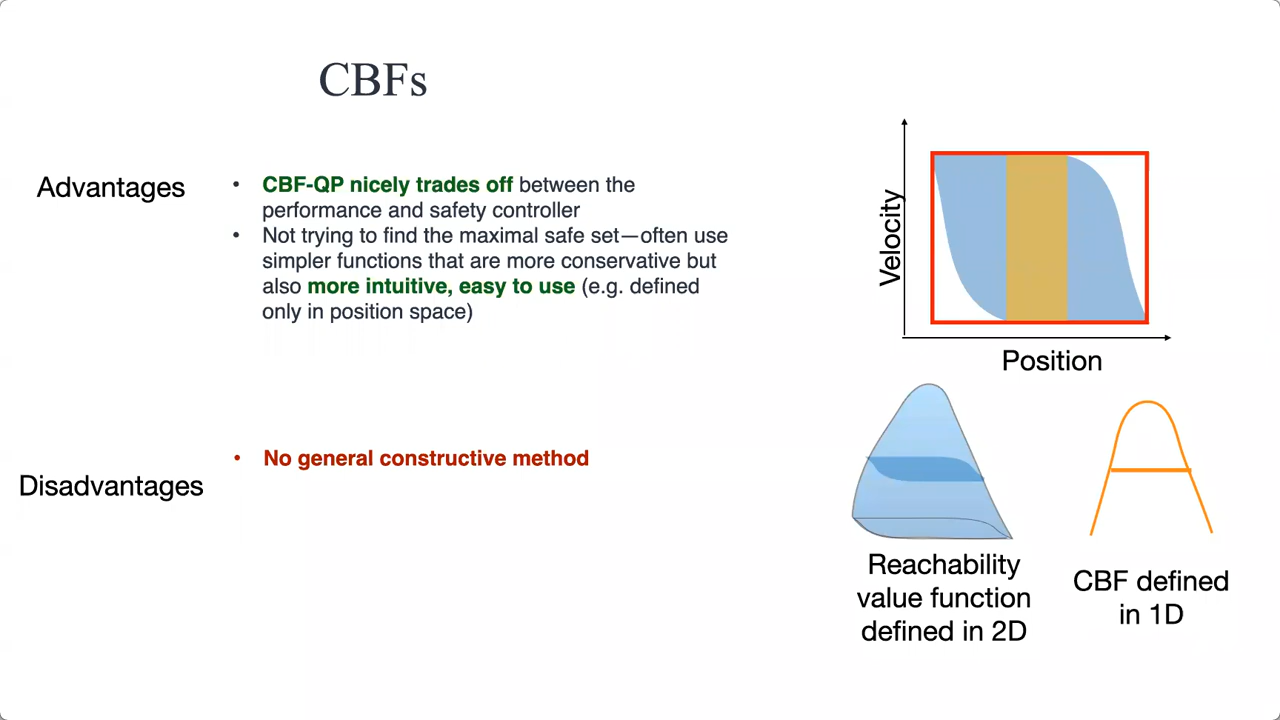 CBFs
Advantages
• CBF-QP nicely trades off between the
performance and safety controller
• Not trying to find the maximal safe set—often use
simpler functions that are more conservative but
also more intuitive, easy to use (e.g. defined
only in position space)
Disadvantages
• No general constructive method
Velocity
Position
Reachability
value function
defined in 2D
CBF defined
in 1D